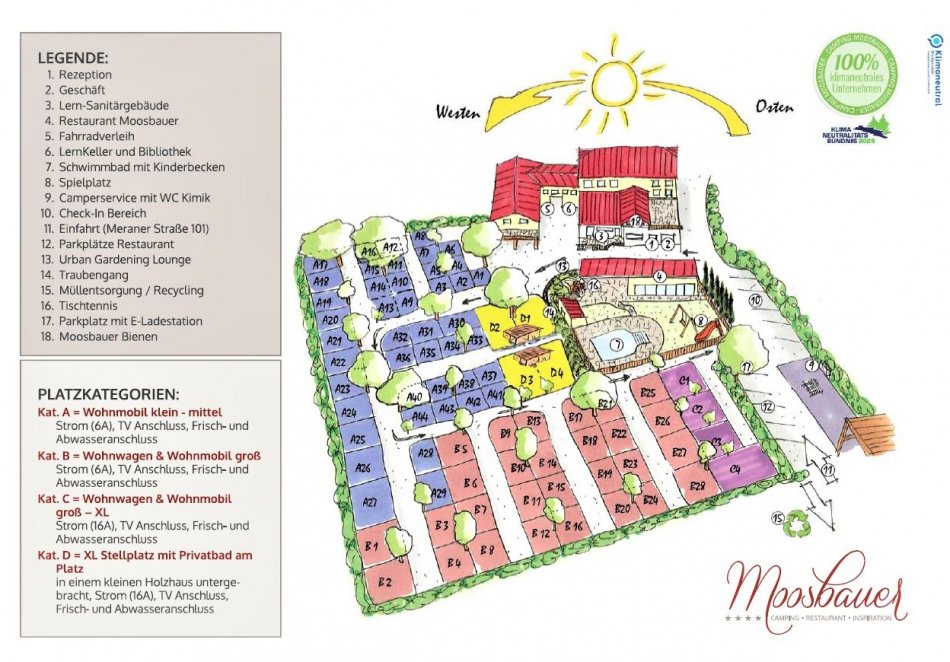 LEGENDE:
1. Rezeption
2. Geschäft
3. Lern-Sanitärgebäude
4. Restaurant Moosbauer
5. Fahrradverleih
6. LernKeller und Bibliothek
7. Schwimmbad mit Kinderbecken
8. Spielplatz
9. Camperservice mit WC Kimik
10. Check-In Bereich
11. Einfahrt (Meraner Straße 101)
12. Parkplätze Restaurant
13. Urban Gardening Lounge
14. Traubengang
15. Müllentsorgung / Recycling
16. Tischtennis
17. Parkplatz mit E-Ladestation
18. Moosbauer Bienen
PLATZKATEGORIEN:
Kat. A = Wohnmobil klein - mittel
Strom (6A), TV Anschluss, Frisch- und
Abwasseranschluss
Kat. B = Wohnwagen & Wohnmobil groß
Strom (6A), TV Anschluss, Frisch- und
Abwasseranschluss
Kat. C = Wohnwagen & Wohnmobil
groß – XL
Strom (16A), TV Anschluss, Frisch- und
Abwasseranschluss
Kat. D = XL Stellplatz mit Privatbad am
Platz
in einem kleinen Holzhaus unterge-
bracht, Strom (16A), TV Anschluss,
Frisch- und Abwasseranschluss
Westen
Osten
CAMPING MOOSBAUER
100%
klimaneutrales
Unternehmen
KLIMA
NEUTRALITÄTS
BÜNDNIS 2025
Klimaneutral
5 6 18
3 1 2
A8
A16 A12 A7 A6
A17 A15 A11 A5 A4
A18 A14 A10 A3 A2 A1
A19 A13 A9
13 16 4
A20 A31 A30 D2 D1 14
10
A21 A32 A33
8
A22 A36 A35 A34
7
A23 A39 A38 A37 D3 D4
17 9
A40 A44 A43 A42 A41
C1
A24 B21 B25
C2 12
A25 A28 B9 B13 B17 B18 B22 B26
C3
A26 B5 B6 B10 B14 B19 B23 B27
C4 11
A27 A29 B7 B11 B15 B20 B24 B28
B1 B3 B4 B8 B12 B16
15
B2
Moosbauer
CAMPING • RESTAURANT • INSPIRATION